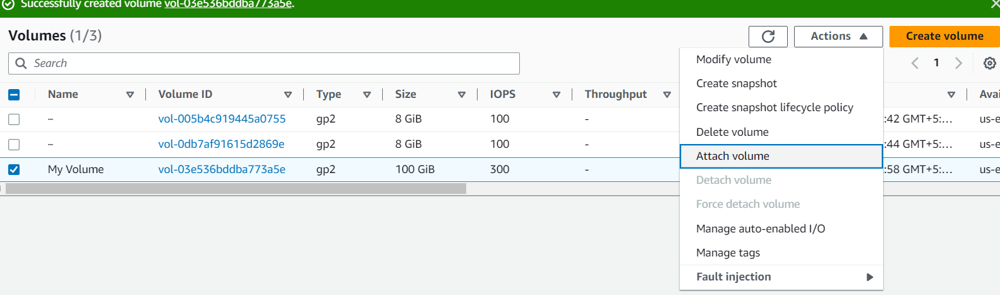 Successfully created volume vol-03e536bddba773a5e.
Volumes (1/3)
Actions
Create volume
Search
1
Name Volume ID Type Size IOPS Throughput Avai
– vol-005b4c919445a0755 gp2 8 GiB 100 - :42 GMT+5:... us-e
– vol-0db7af91615d2869e gp2 8 GiB 100 - :44 GMT+5:... us-e
My Volume vol-03e536bddba773a5e gp2 100 GiB 300 - :58 GMT+5:... us-e
Modify volume
Create snapshot
Create snapshot lifecycle policy
Delete volume
Attach volume
Detach volume
Force detach volume
Manage auto-enabled I/O
Manage tags
Fault injection